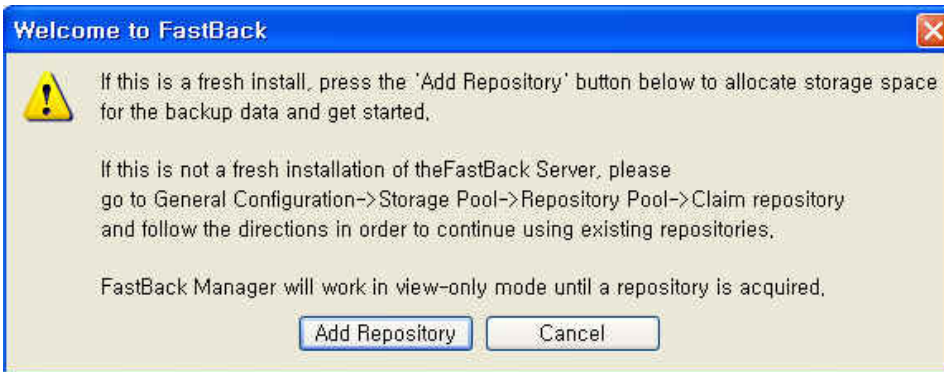 Welcome to FastBack
If this is a fresh install, press the 'Add Repository' button below to allocate storage space
for the backup data and get started,
If this is not a fresh installation of theFastBack Server, please
go to General Configuration->Storage Pool->Repository Pool->Claim repository
and follow the directions in order to continue using existing repositories,
FastBack Manager will work in view-only mode until a repository is acquired,
Add Repository
Cancel